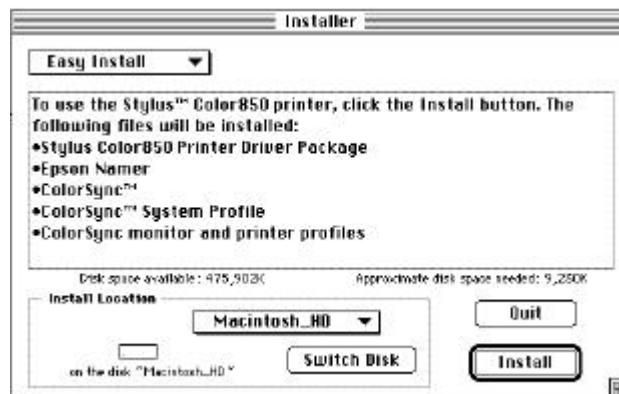 Installer
Easy Install
To use the Stylus™ Color850 printer, click the Install button. The
following files will be installed:
•Stylus Color850 Printer Driver Package
•Epson Namer
•ColorSync™
•ColorSync™ System Profile
•ColorSync monitor and printer profiles
Disk space available: 475,902K Approximate disk space needed: 9,250K
Install Location
Macintosh_HD
Quit
Switch Disk
Install
on the disk "Macintosh_HD"